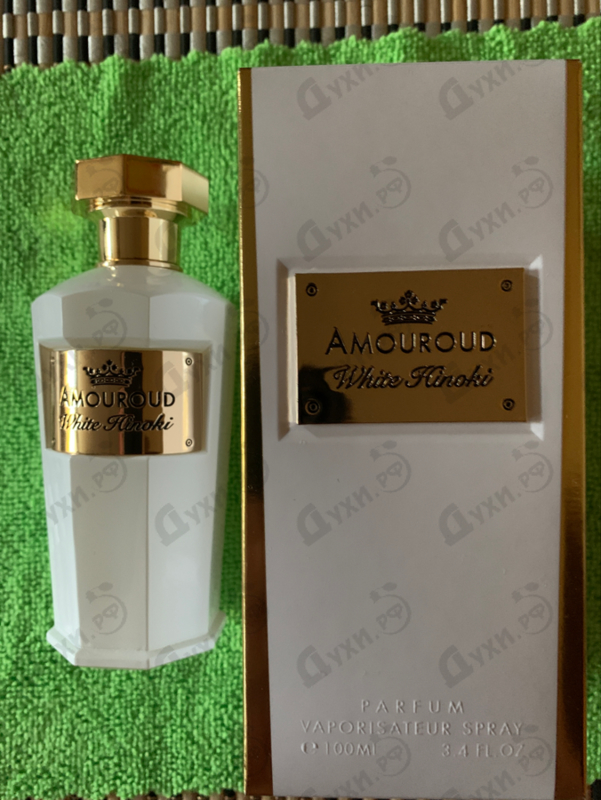 AMOUROUD
White Hinoki
AMOUROUD
White Hinoki
PARFUM
VAPORISATEUR SPRAY
℮ 100ML 3.4 FL.OZ
Духи.рф